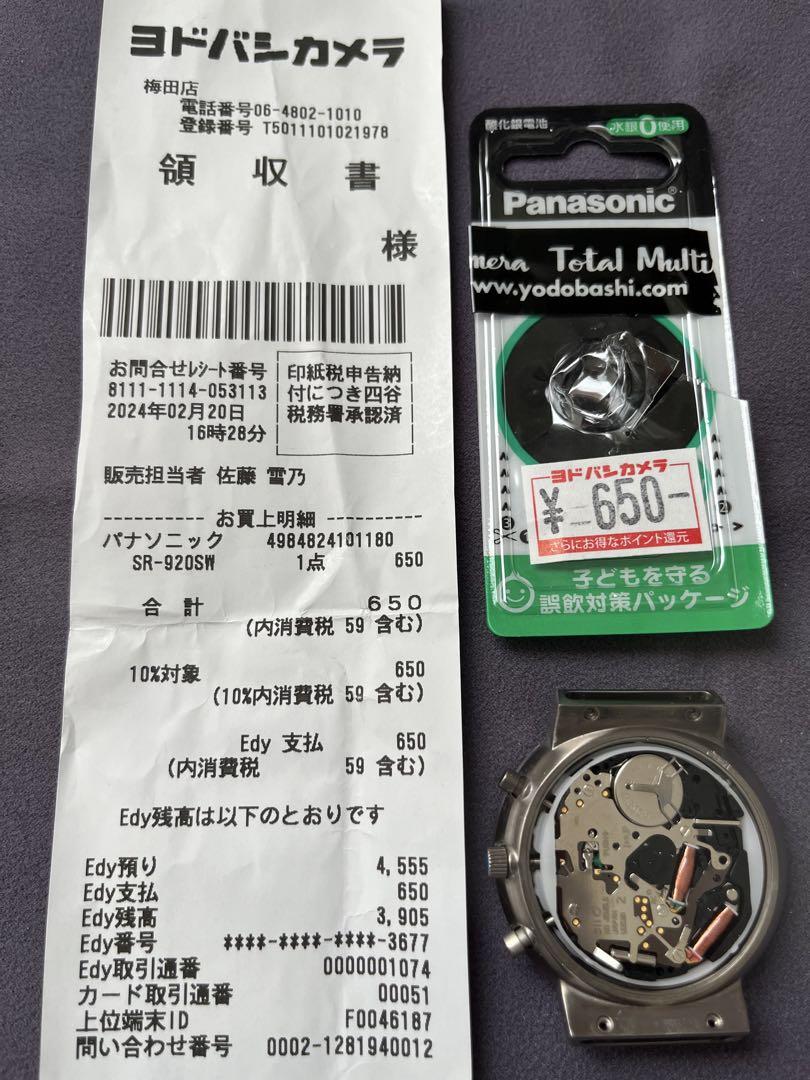 ヨドバシカメラ
梅田店
電話番号06-4802-1010
登録番号 T5011101021978
領 収 書
様
お問合せレシート番号
8111-1114-053113
2024年02月20日
16時28分
印紙税申告納
付につき四谷
税務署承認済
販売担当者 佐藤 雪乃
---------- お買上明細 ----------
パナソニック 4984824101180
SR-920SW 1点 650
合 計 650
(内消費税 59 含む)
10%対象 650
(10%内消費税 59 含む)
Edy 支払 650
(内消費税 59 含む)
Edy残高は以下のとおりです
Edy預り 4,555
Edy支払 650
Edy残高 3,905
Edy番号 ****-****-****-3677
Edy取引通番 0000001074
カード取引通番 00051
上位端末ID F0046187
問い合わせ番号 0002-1281940012
酸化銀電池
水銀0使用
Panasonic
mera Total Multi
ww.yodobashi.com
ヨドバシカメラ
¥=650-
さらにお得なポイント還元
③
②
子どもを守る
誤飲対策パッケージ